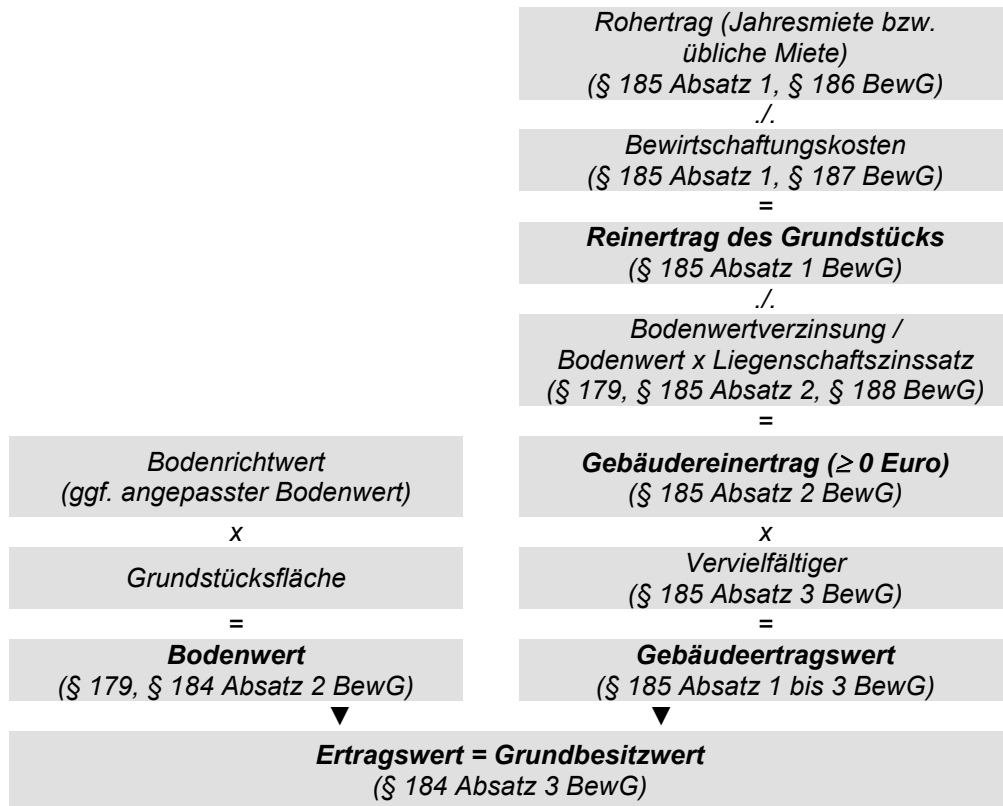 Rohertrag (Jahresmiete bzw.
übliche Miete)
(§ 185 Absatz 1, § 186 BewG)
./.
Bewirtschaftungskosten
(§ 185 Absatz 1, § 187 BewG)
=
Reinertrag des Grundstücks
(§ 185 Absatz 1 BewG)
./.
Bodenwertverzinsung /
Bodenwert x Liegenschaftszinssatz
(§ 179, § 185 Absatz 2, § 188 BewG)
=
Bodenrichtwert
(ggf. angepasster Bodenwert)
x
Grundstücksfläche
=
Bodenwert
(§ 179, § 184 Absatz 2 BewG)
▼
Gebäudereinertrag (≥ 0 Euro)
(§ 185 Absatz 2 BewG)
x
Vervielfältiger
(§ 185 Absatz 3 BewG)
=
Gebäudeertragswert
(§ 185 Absatz 1 bis 3 BewG)
▼
Ertragswert = Grundbesitzwert
(§ 184 Absatz 3 BewG)